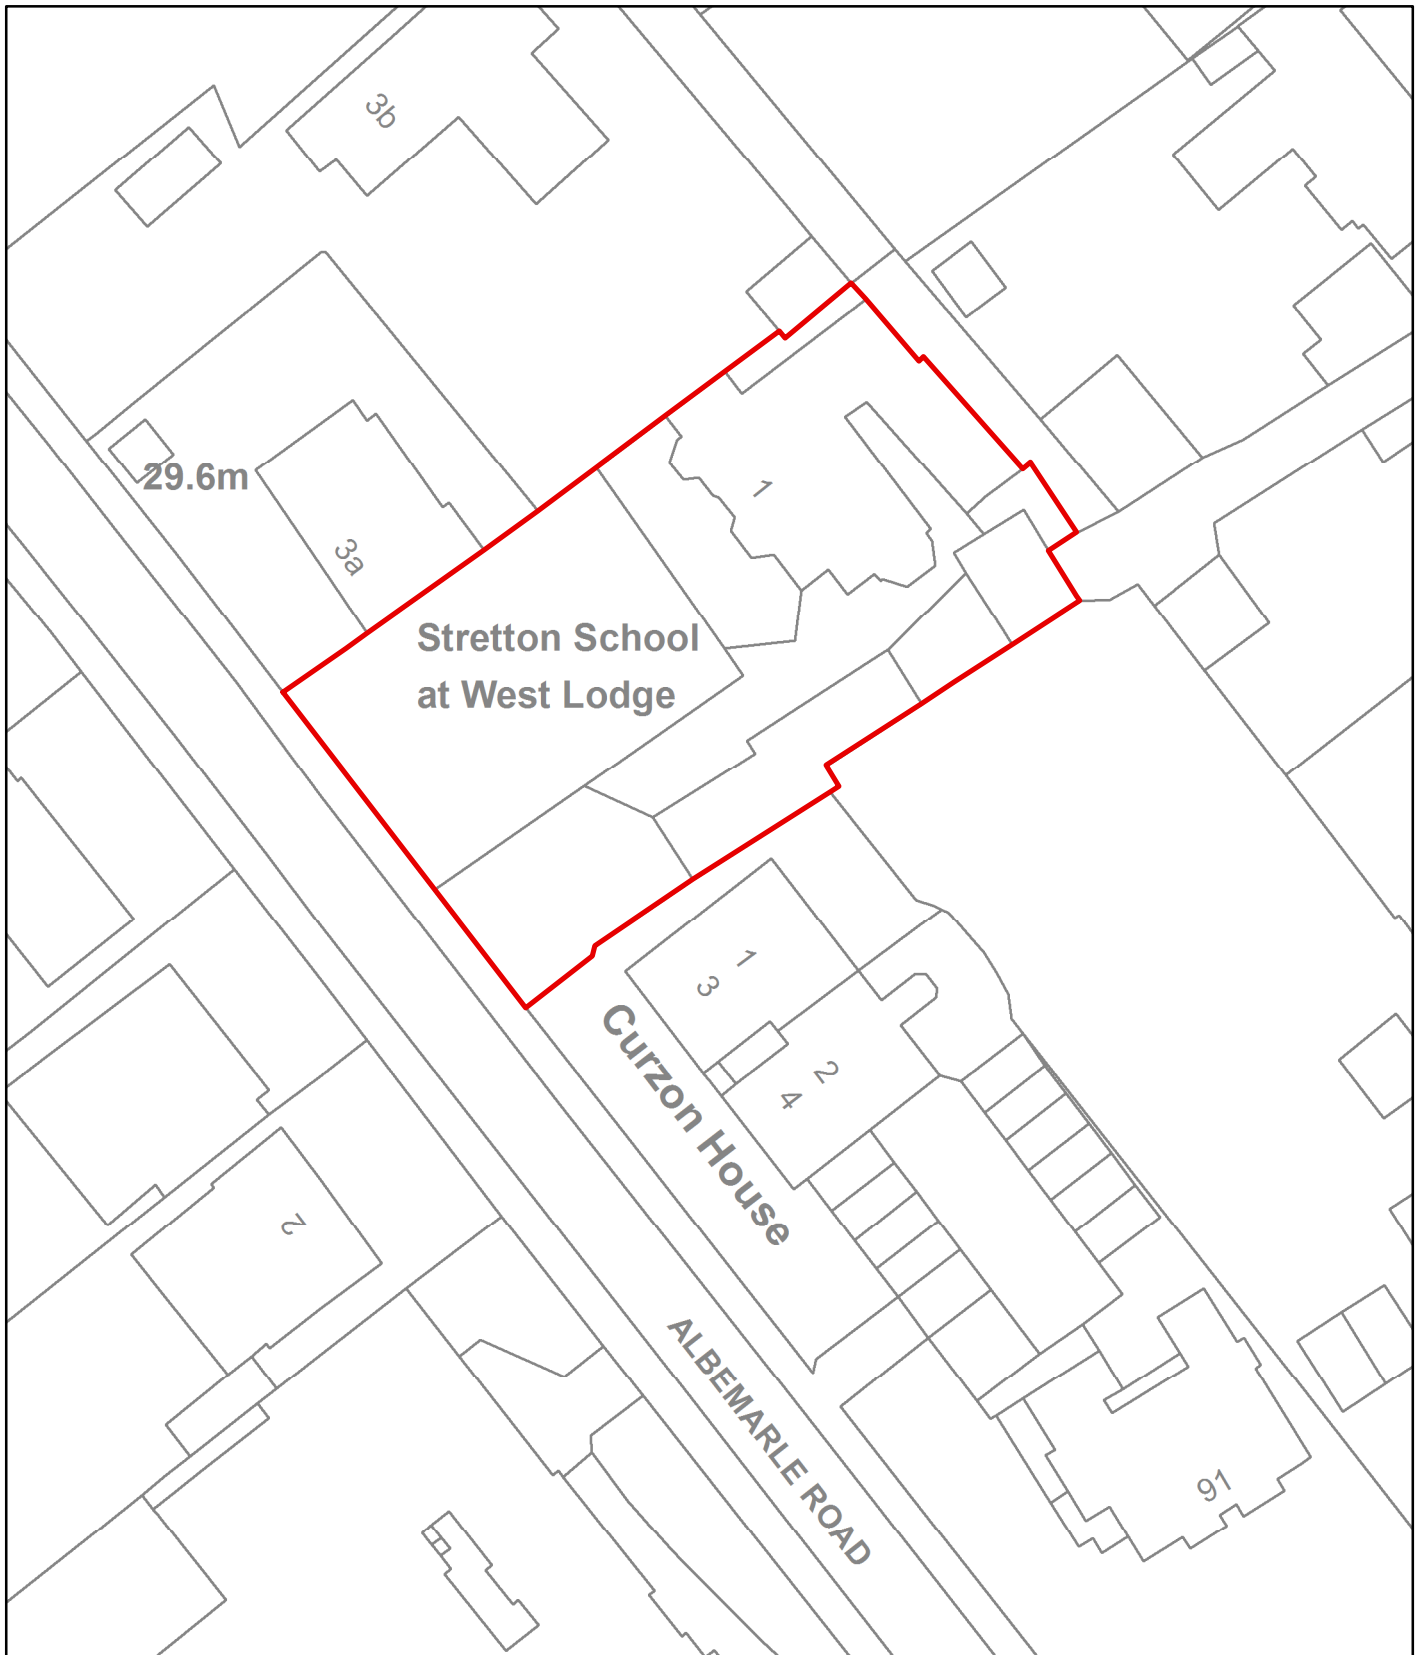 3b
29.6m
3a
1
Stretton School
at West Lodge
1
3
2
4
Curzon House
2
ALBEMARLE ROAD
91